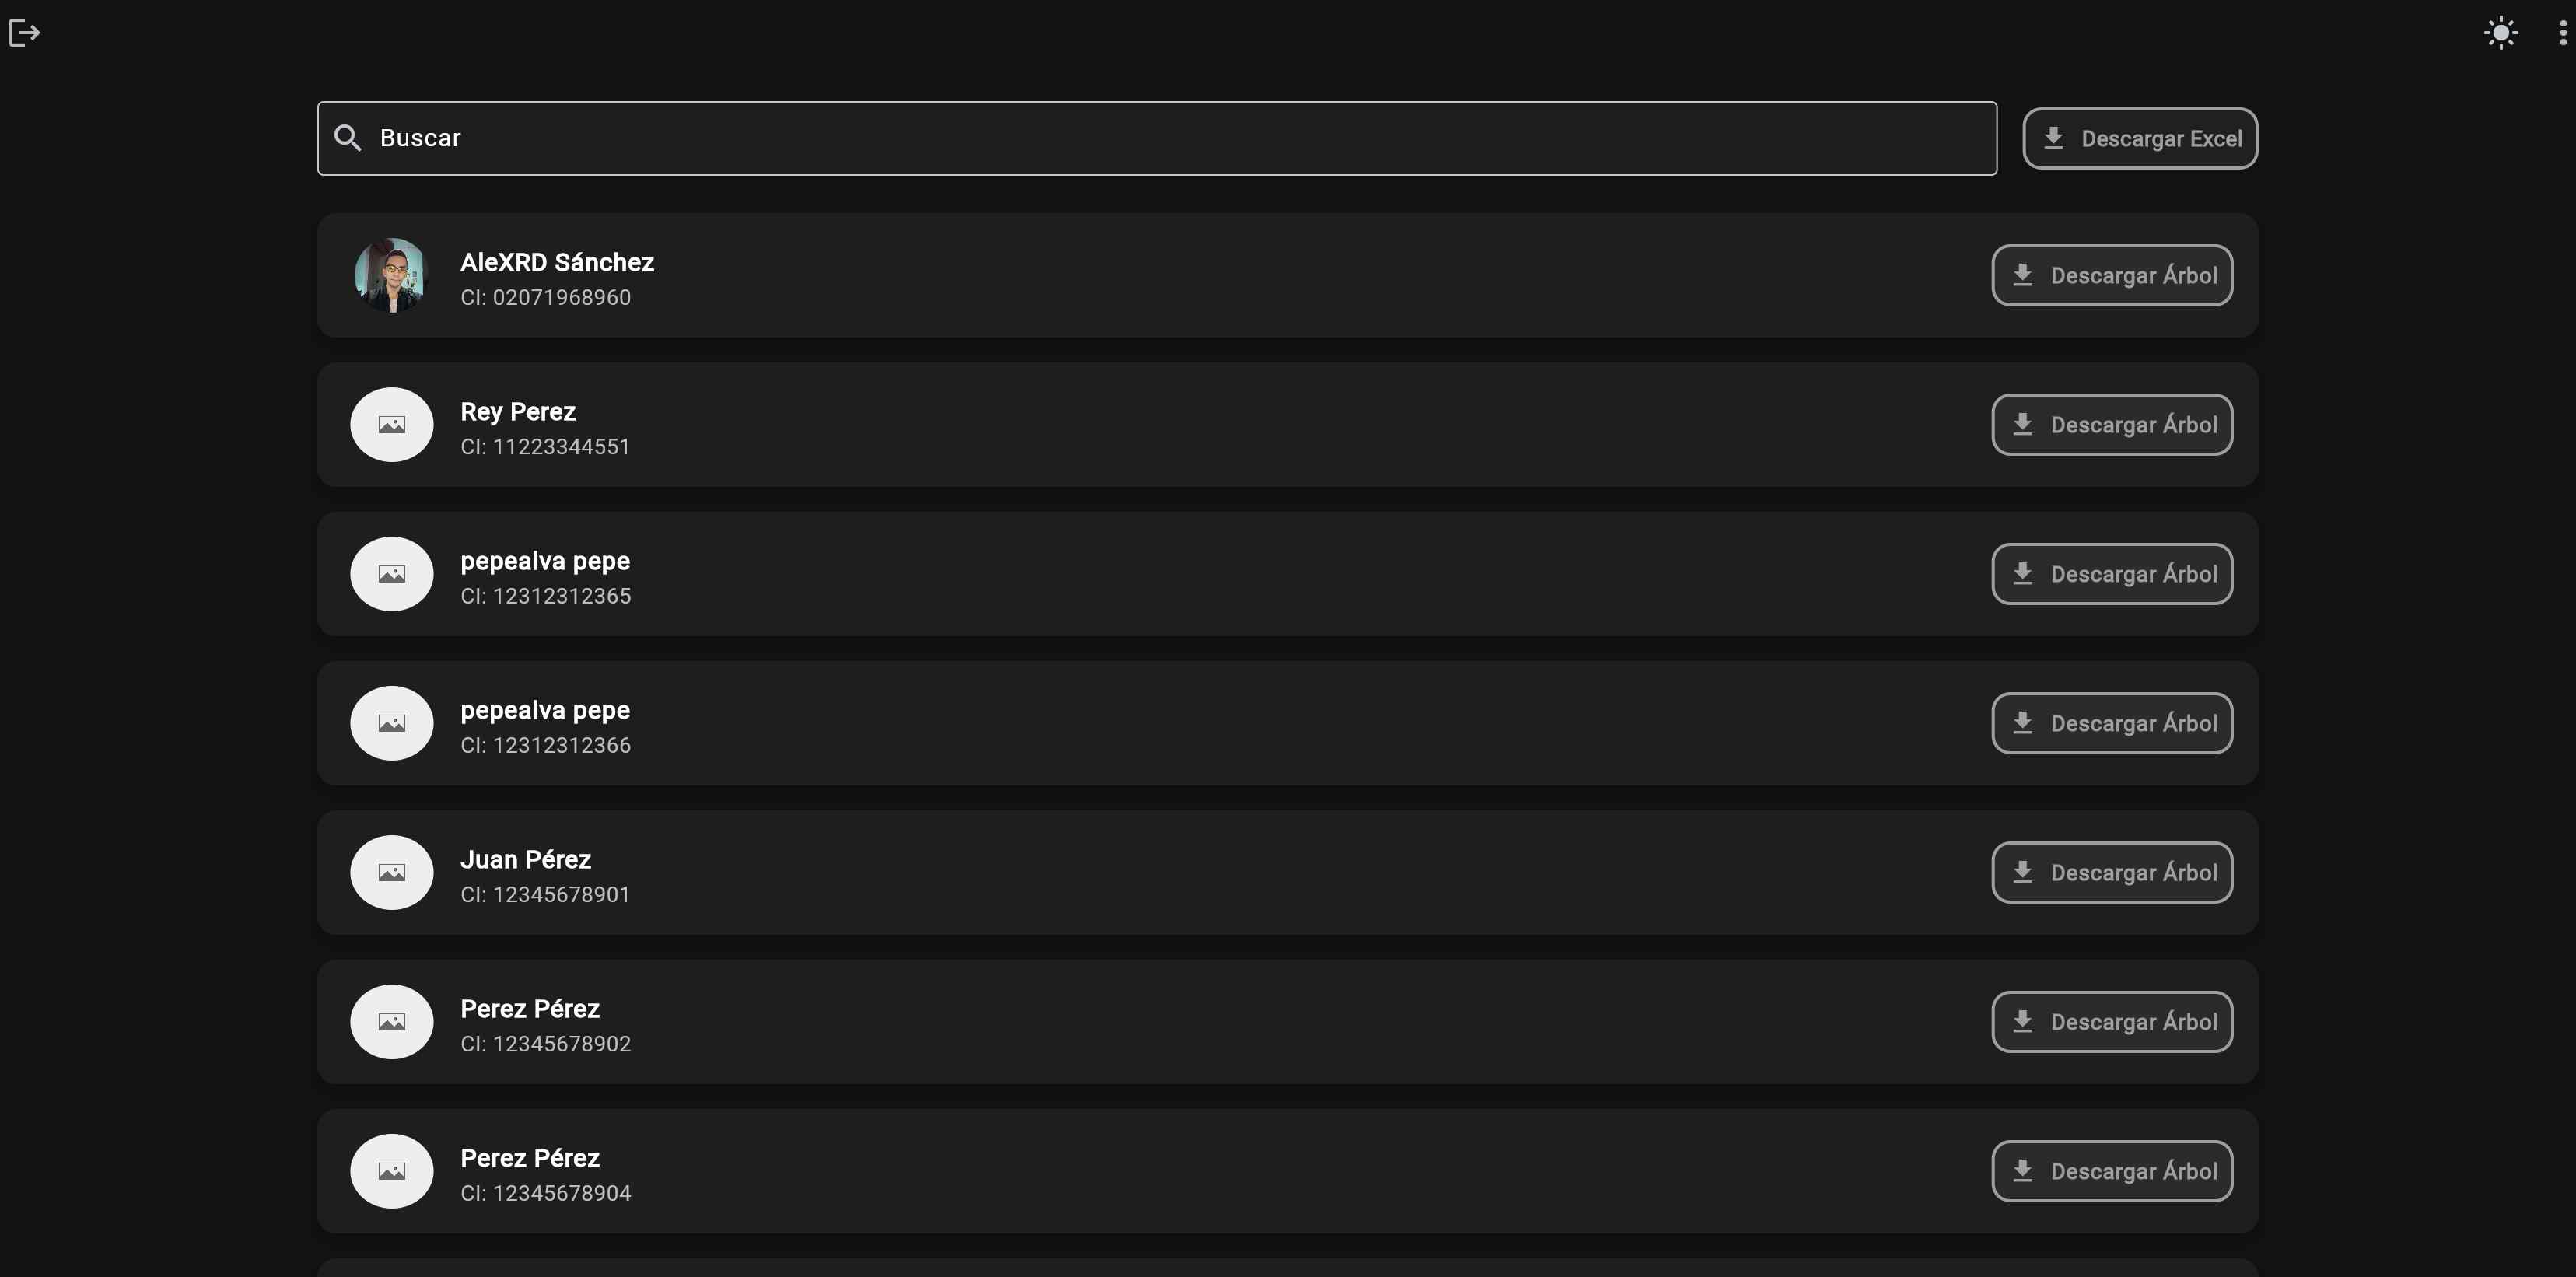 Buscar
Descargar Excel
AleXRD Sánchez
CI: 02071968960
Descargar Árbol
Rey Perez
CI: 11223344551
Descargar Árbol
pepealva pepe
CI: 12312312365
Descargar Árbol
pepealva pepe
CI: 12312312366
Descargar Árbol
Juan Pérez
CI: 12345678901
Descargar Árbol
Perez Pérez
CI: 12345678902
Descargar Árbol
Perez Pérez
CI: 12345678904
Descargar Árbol